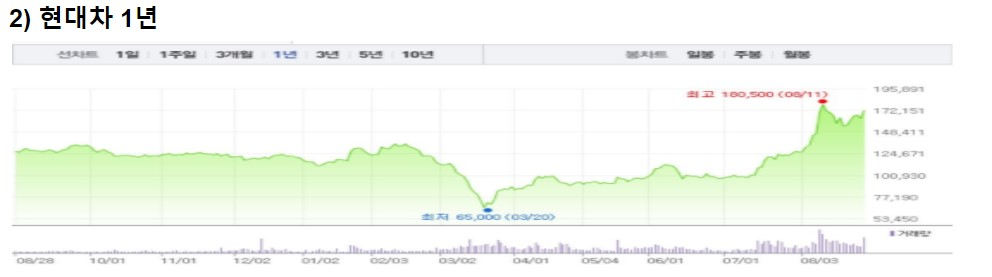 2) 현대차 1년
선차트 1일 1주일 3개월 1년 3년 5년 10년 봉차트 일봉 주봉 월봉
최고 180,500 (08/11)
195,891
172,151
148,411
124,671
100,930
77,190
53,450
최저 65,000 (03/20)
거래량
08/28 10/01 11/01 12/02 01/02 02/03 03/02 04/01 05/04 06/01 07/01 08/03